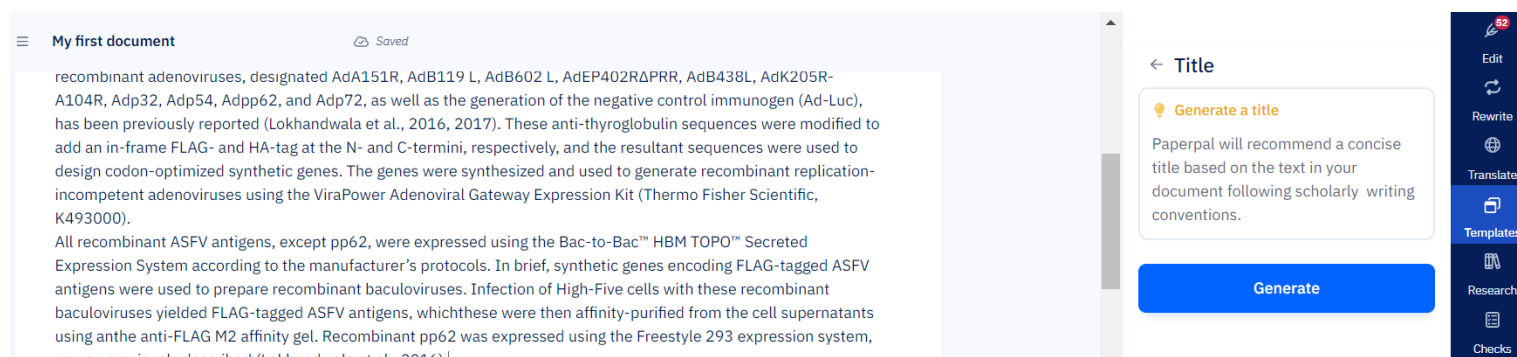 My first document
Saved
recombinant adenoviruses, designated AdA151R, AdB119 L, AdB602 L, AdEP402RΔPRR, AdB438L, AdK205R-
A104R, Adp32, Adp54, Adpp62, and Adp72, as well as the generation of the negative control immunogen (Ad-Luc),
has been previously reported (Lokhandwala et al., 2016, 2017). These anti-thyroglobulin sequences were modified to
add an in-frame FLAG- and HA-tag at the N- and C-termini, respectively, and the resultant sequences were used to
design codon-optimized synthetic genes. The genes were synthesized and used to generate recombinant replication-
incompetent adenoviruses using the ViraPower Adenoviral Gateway Expression Kit (Thermo Fisher Scientific,
K493000).
All recombinant ASFV antigens, except pp62, were expressed using the Bac-to-Bac™ HBM TOPO™ Secreted
Expression System according to the manufacturer’s protocols. In brief, synthetic genes encoding FLAG-tagged ASFV
antigens were used to prepare recombinant baculoviruses. Infection of High-Five cells with these recombinant
baculoviruses yielded FLAG-tagged ASFV antigens, whichthese were then affinity-purified from the cell supernatants
using anthe anti-FLAG M2 affinity gel. Recombinant pp62 was expressed using the Freestyle 293 expression system,
Title
Generate a title
Paperpal will recommend a concise
title based on the text in your
document following scholarly writing
conventions.
Generate
52
Edit
Rewrite
Translate
Templates
Research
Checks